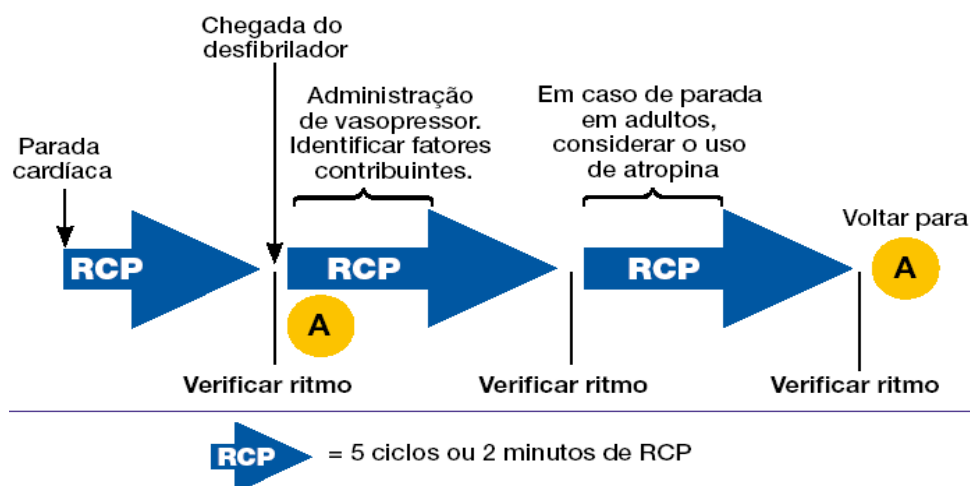 Chegada do
desfibrilador
Parada
cardíaca
Administração
de vasopressor.
Identificar fatores
contribuintes.
Em caso de parada
em adultos,
considerar o uso
de atropina
Voltar para
A
RCP
RCP
RCP
A
Verificar ritmo
Verificar ritmo
Verificar ritmo
RCP = 5 ciclos ou 2 minutos de RCP